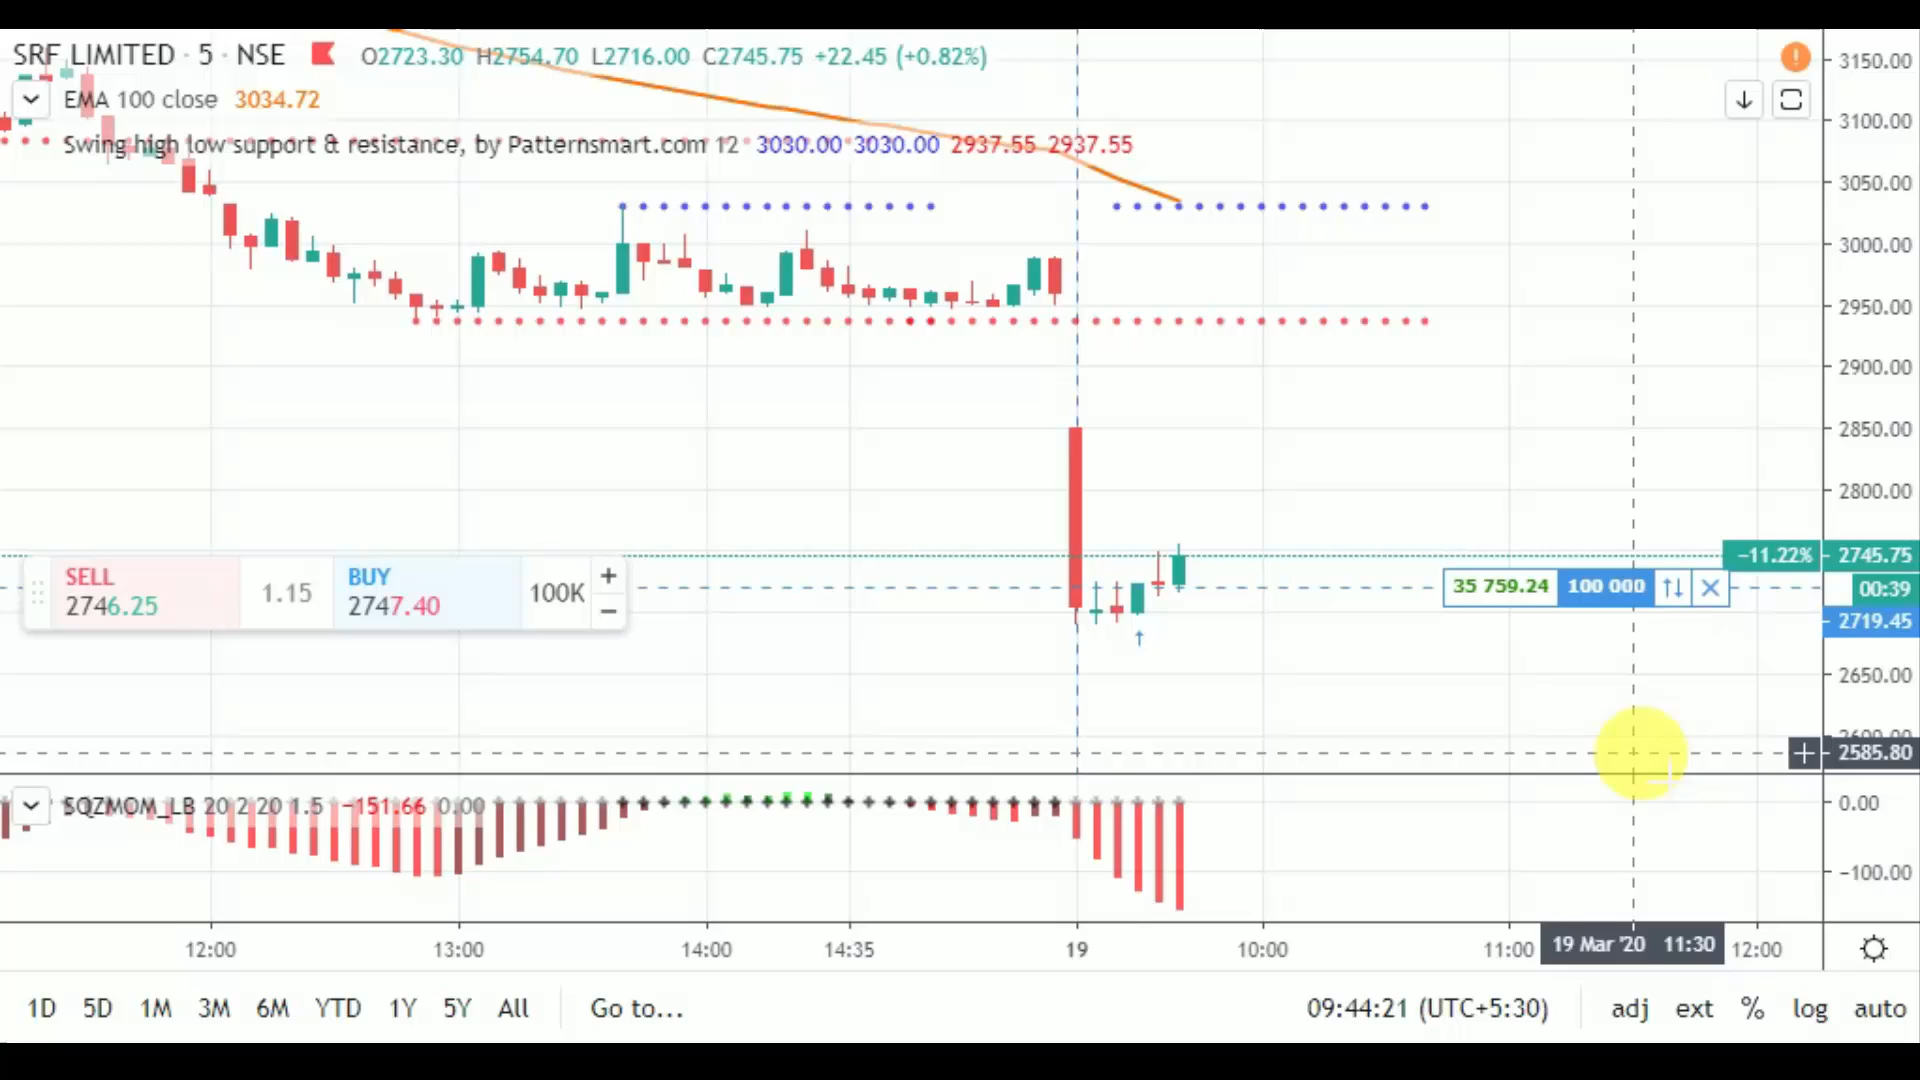 SRF LIMITED · 5 · NSE O2723.30 H2754.70 L2716.00 C2745.75 +22.45 (+0.82%)
EMA 100 close 3034.72
Swing high low support & resistance, by Patternsmart.com 12 3030.00 3030.00 2937.55 2937.55
3150.00
3100.00
3050.00
3000.00
2950.00
2900.00
2850.00
2800.00
−11.22% 2745.75
SELL 2746.25
1.15
BUY 2747.40
100K + −
35 759.24 100 000
00:39
2719.45
2650.00
2600.00
2585.80
SQZMOM_LB 20 2 20 1.5 −151.66 0.00
0.00
−100.00
12:00 13:00 14:00 14:35 19 10:00 11:00 19 Mar '20 11:30 12:00
1D 5D 1M 3M 6M YTD 1Y 5Y All Go to... 09:44:21 (UTC+5:30) adj ext % log auto